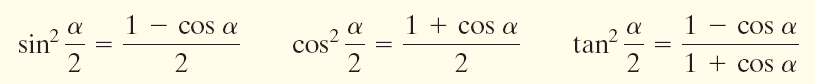 sin² α/2 = (1 − cos α)/2 cos² α/2 = (1 + cos α)/2 tan² α/2 = (1 − cos α)/(1 + cos α)